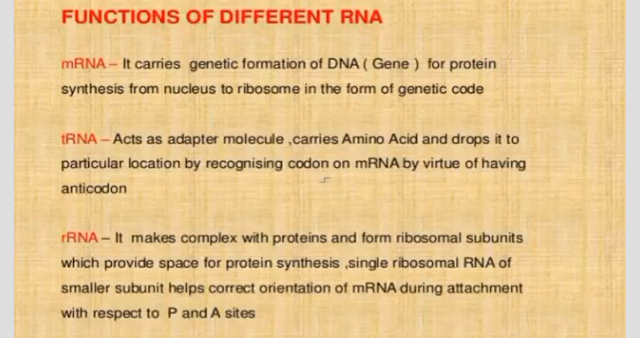 FUNCTIONS OF DIFFERENT RNA
mRNA – It carries genetic formation of DNA ( Gene ) for protein
synthesis from nucleus to ribosome in the form of genetic code
tRNA – Acts as adapter molecule ,carries Amino Acid and drops it to
particular location by recognising codon on mRNA by virtue of having
anticodon
rRNA – It makes complex with proteins and form ribosomal subunits
which provide space for protein synthesis ,single ribosomal RNA of
smaller subunit helps correct orientation of mRNA during attachment
with respect to P and A sites